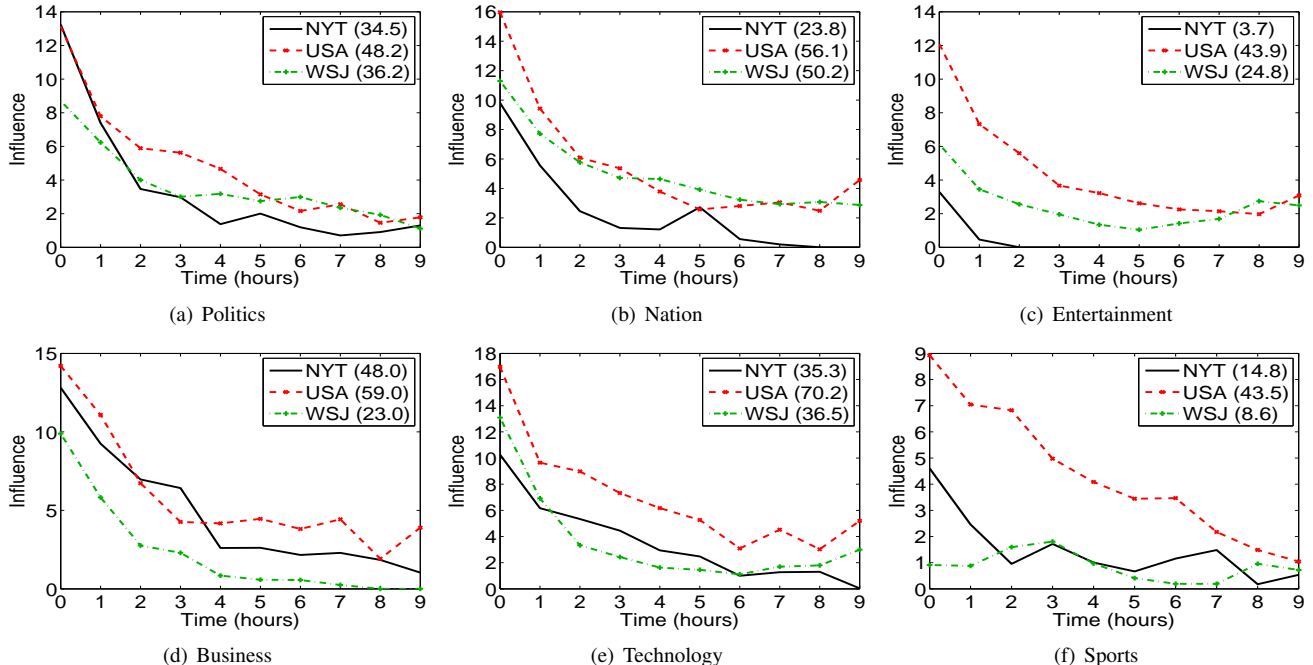 14
12
10
8
6
4
2
0
Influence
NYT (34.5)
USA (48.2)
WSJ (36.2)
0 1 2 3 4 5 6 7 8 9
Time (hours)
(a) Politics
16
14
12
10
8
6
4
2
0
Influence
NYT (23.8)
USA (56.1)
WSJ (50.2)
0 1 2 3 4 5 6 7 8 9
Time (hours)
(b) Nation
14
12
10
8
6
4
2
0
Influence
NYT (3.7)
USA (43.9)
WSJ (24.8)
0 1 2 3 4 5 6 7 8 9
Time (hours)
(c) Entertainment
15
10
5
0
Influence
NYT (48.0)
USA (59.0)
WSJ (23.0)
0 1 2 3 4 5 6 7 8 9
Time (hours)
(d) Business
18
16
14
12
10
8
6
4
2
0
Influence
NYT (35.3)
USA (70.2)
WSJ (36.5)
0 1 2 3 4 5 6 7 8 9
Time (hours)
(e) Technology
9
8
7
6
5
4
3
2
1
0
Influence
NYT (14.8)
USA (43.5)
WSJ (8.6)
0 1 2 3 4 5 6 7 8 9
Time (hours)
(f) Sports